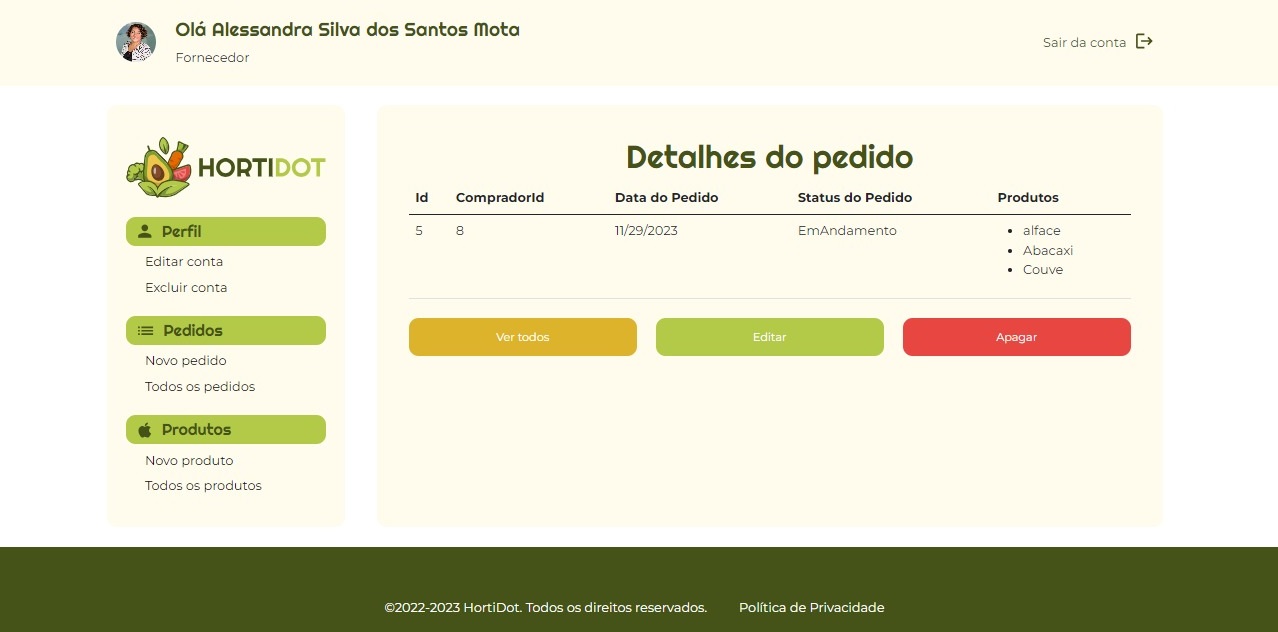 Olá Alessandra Silva dos Santos Mota
Fornecedor
Sair da conta
HORTIDOT
Perfil
Editar conta
Excluir conta
Pedidos
Novo pedido
Todos os pedidos
Produtos
Novo produto
Todos os produtos
Detalhes do pedido
Id CompradorId Data do Pedido Status do Pedido Produtos
5 8 11/29/2023 EmAndamento alface
Abacaxi
Couve
Ver todos Editar Apagar
©2022-2023 HortiDot. Todos os direitos reservados. Política de Privacidade